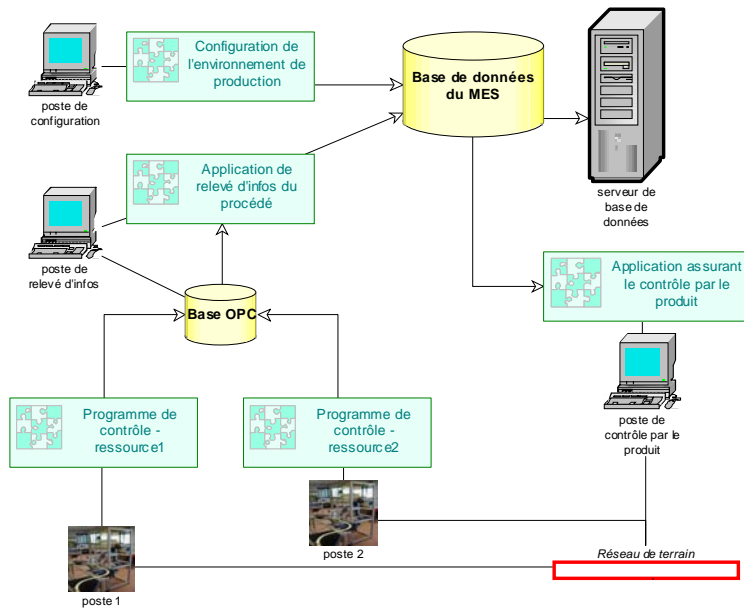 Configuration de
l'environnement de
production
Base de données
du MES
poste de
configuration
Application de
relevé d'infos du
procédé
serveur de
base de
données
poste de
relevé d'infos
Application assurant
le contrôle par le
produit
Base OPC
Programme de
contrôle -
ressource1
Programme de
contrôle -
ressource2
poste de
contrôle par le
produit
poste 2
Réseau de terrain
poste 1